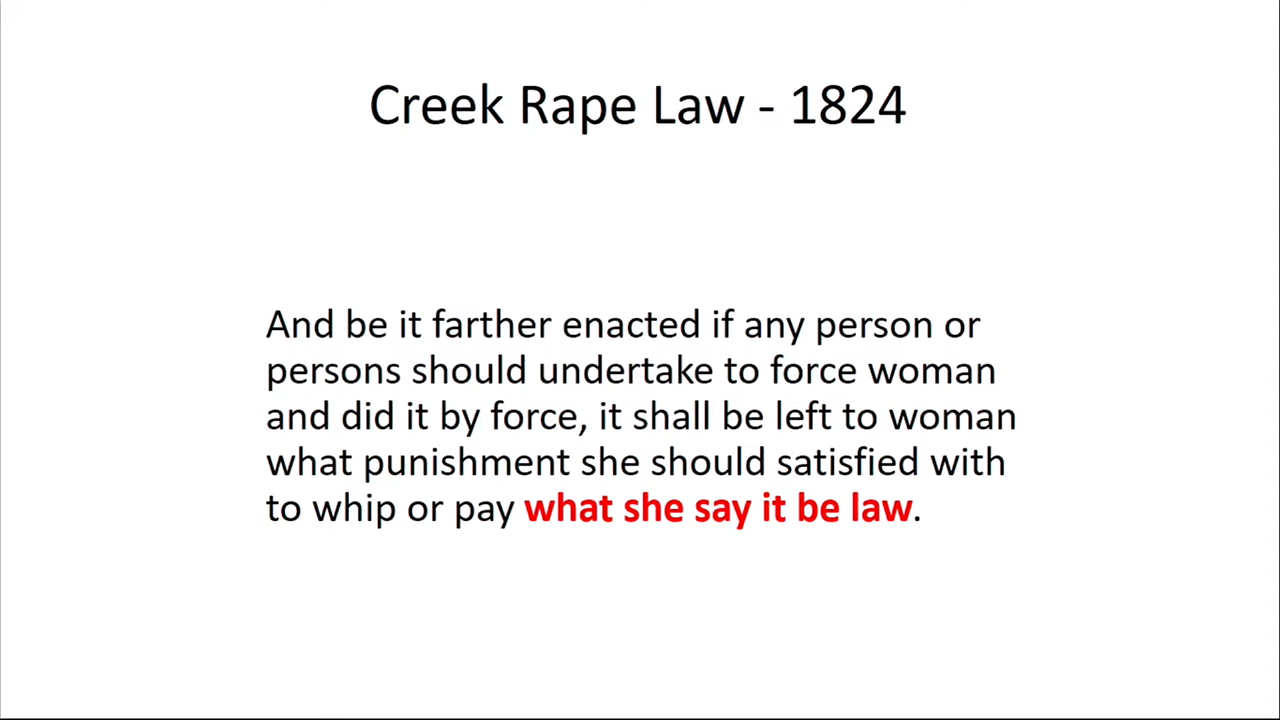 Creek Rape Law - 1824
And be it farther enacted if any person or
persons should undertake to force woman
and did it by force, it shall be left to woman
what punishment she should satisfied with
to whip or pay what she say it be law.